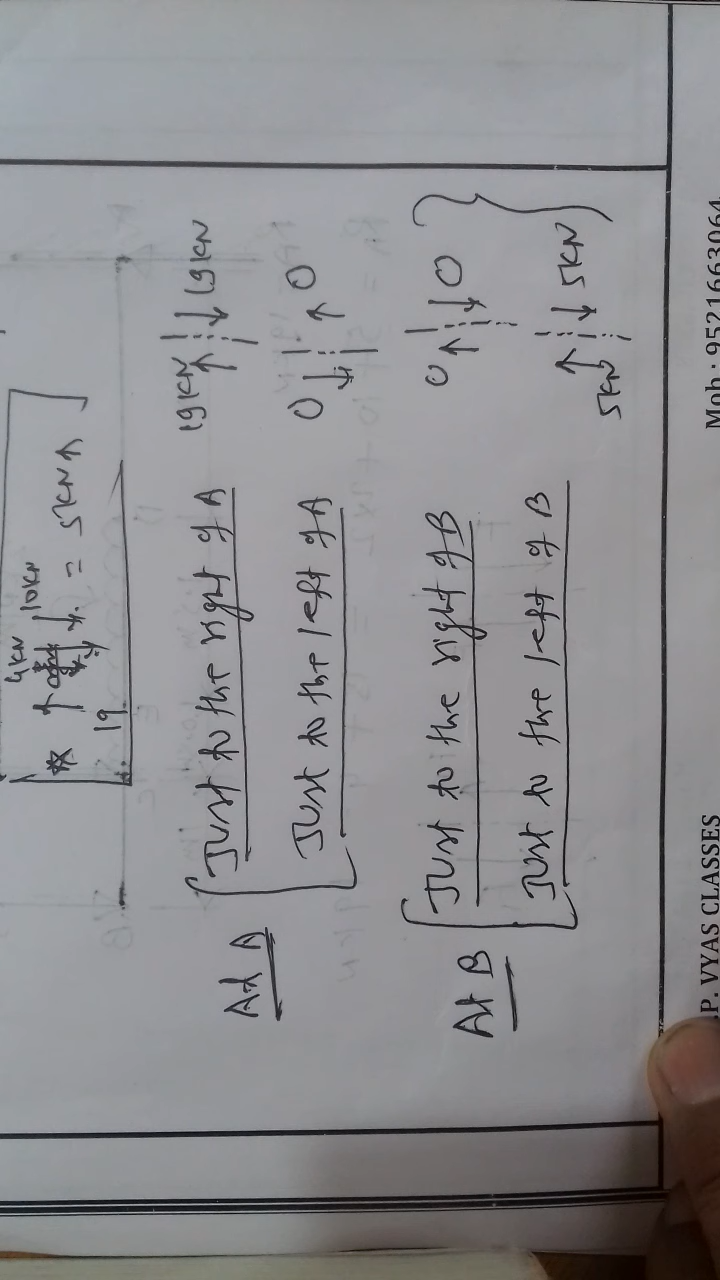 4KN 10KN
* ↑ ↓ = 5KN↑
19
At A
Just to the right of A 19KN ↑ ↓ 19KN
Just to the left of A 0 ↓ ↑ 0
At B
Just to the right of B 0 ↑ ↓ 0
Just to the left of B 5KN ↑ ↓ 5KN
.P. VYAS CLASSES Mob : 9521663064